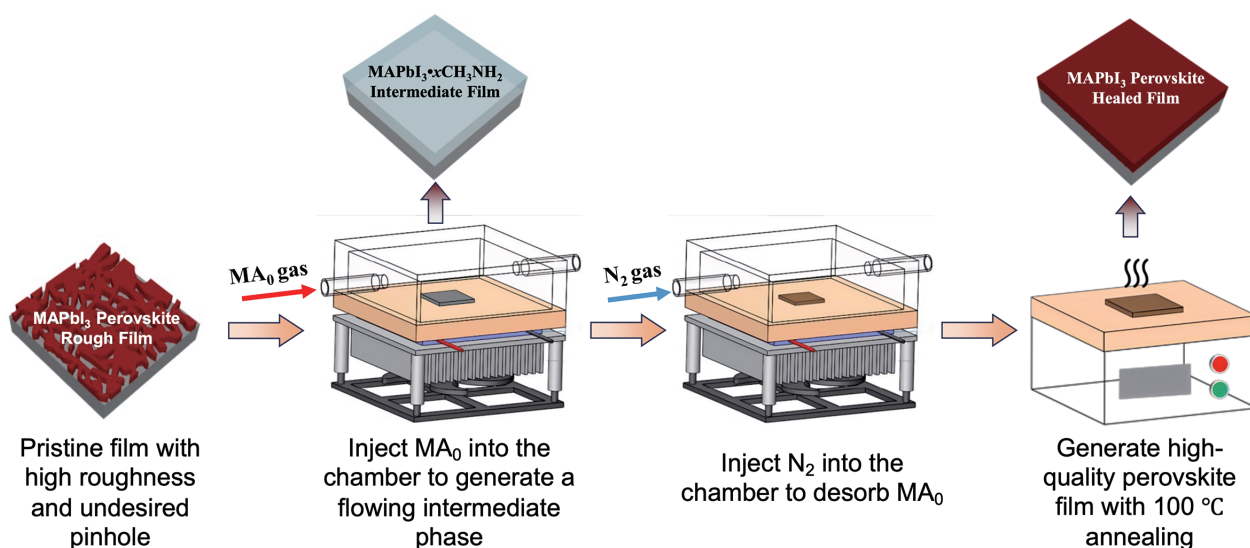 MAPbI₃•xCH₃NH₂
Intermediate Film
MAPbI₃ Perovskite
Healed Film
MA₀ gas
N₂ gas
MAPbI₃ Perovskite
Rough Film
Pristine film with
high roughness
and undesired
pinhole
Inject MA₀ into the
chamber to generate a
flowing intermediate
phase
Inject N₂ into the
chamber to desorb MA₀
Generate high-
quality perovskite
film with 100 ℃
annealing